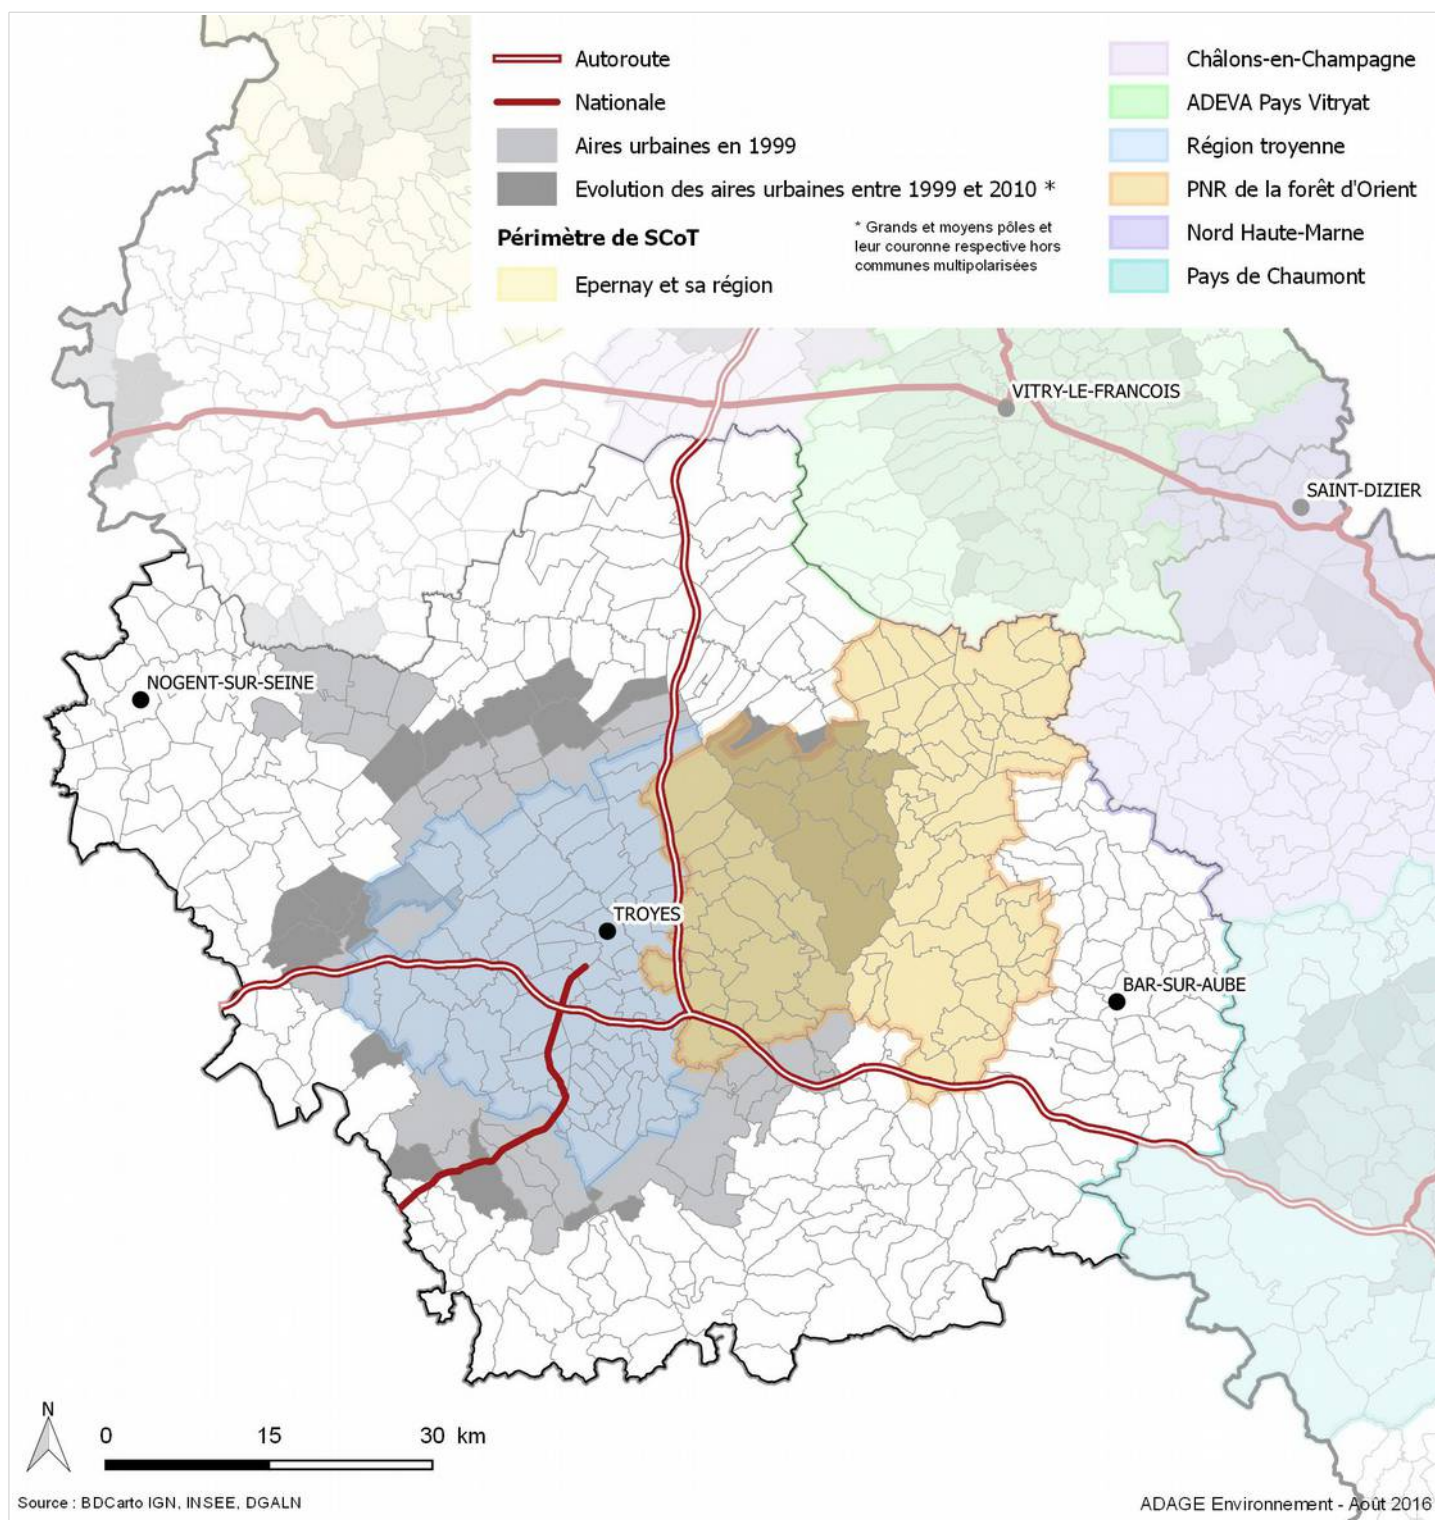 Autoroute
Nationale
Aires urbaines en 1999
Evolution des aires urbaines entre 1999 et 2010 *
Périmètre de SCoT
Epernay et sa région
* Grands et moyens pôles et
leur couronne respective hors
communes multipolarisées
Châlons-en-Champagne
ADEVA Pays Vitryat
Région troyenne
PNR de la forêt d'Orient
Nord Haute-Marne
Pays de Chaumont
VITRY-LE-FRANCOIS
SAINT-DIZIER
NOGENT-SUR-SEINE
TROYES
BAR-SUR-AUBE
N
0 15 30 km
Source : BDCarto IGN, INSEE, DGALN
ADAGE Environnement - Août 2016